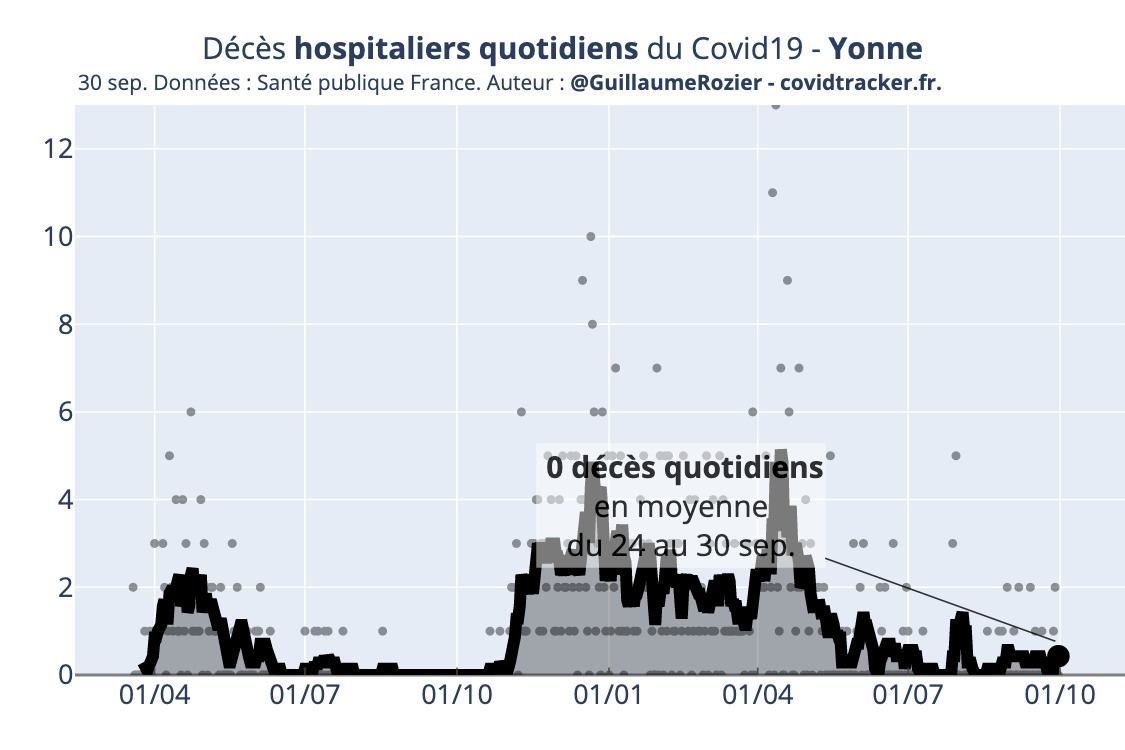 Décès hospitaliers quotidiens du Covid19 - Yonne
30 sep. Données : Santé publique France. Auteur : @GuillaumeRozier - covidtracker.fr.
12
10
8
6
4
2
0
0 décès quotidiens
en moyenne
du 24 au 30 sep.
01/04 01/07 01/10 01/01 01/04 01/07 01/10